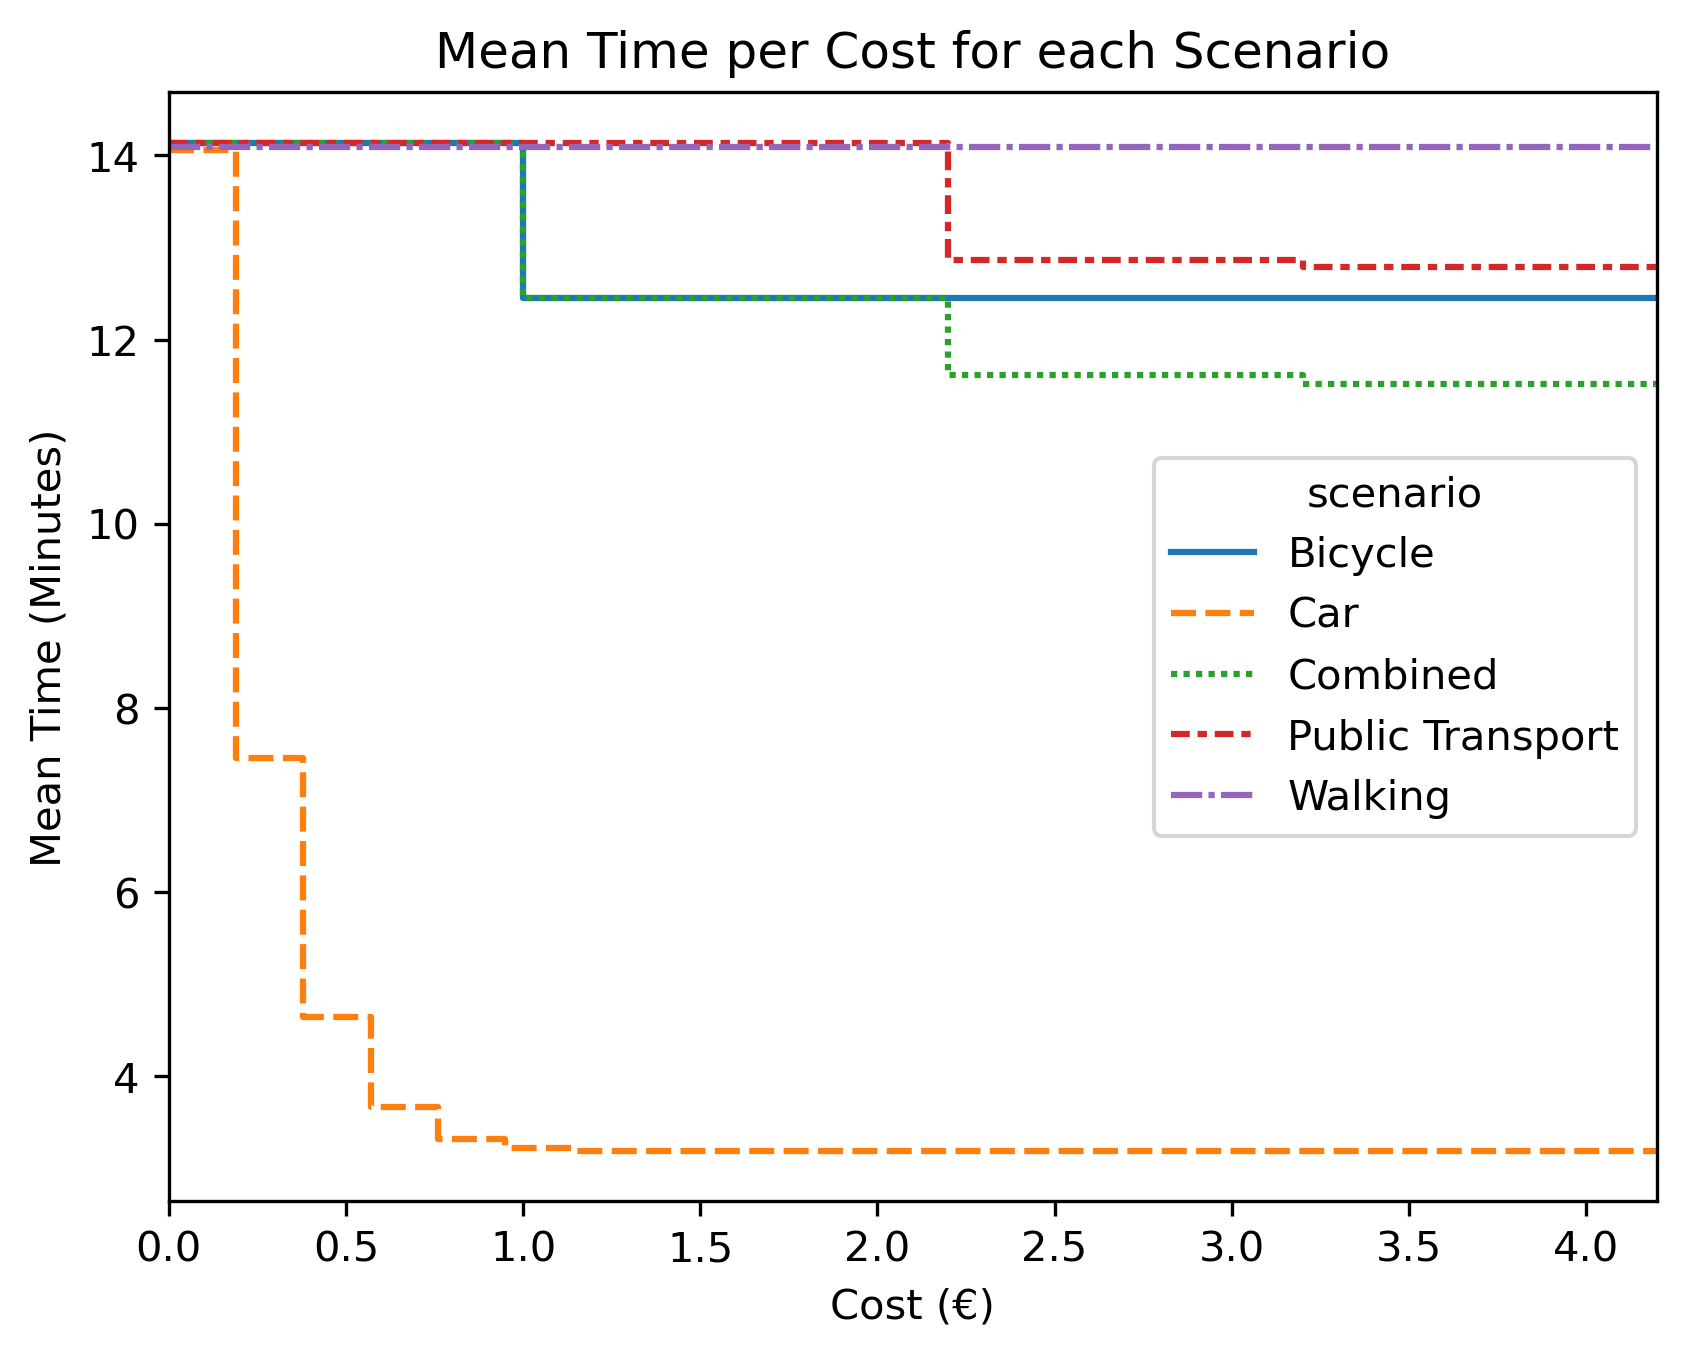 Mean Time per Cost for each Scenario
Mean Time (Minutes)
14
12
10
8
6
4
scenario
Bicycle
Car
Combined
Public Transport
Walking
0.0 0.5 1.0 1.5 2.0 2.5 3.0 3.5 4.0
Cost (€)